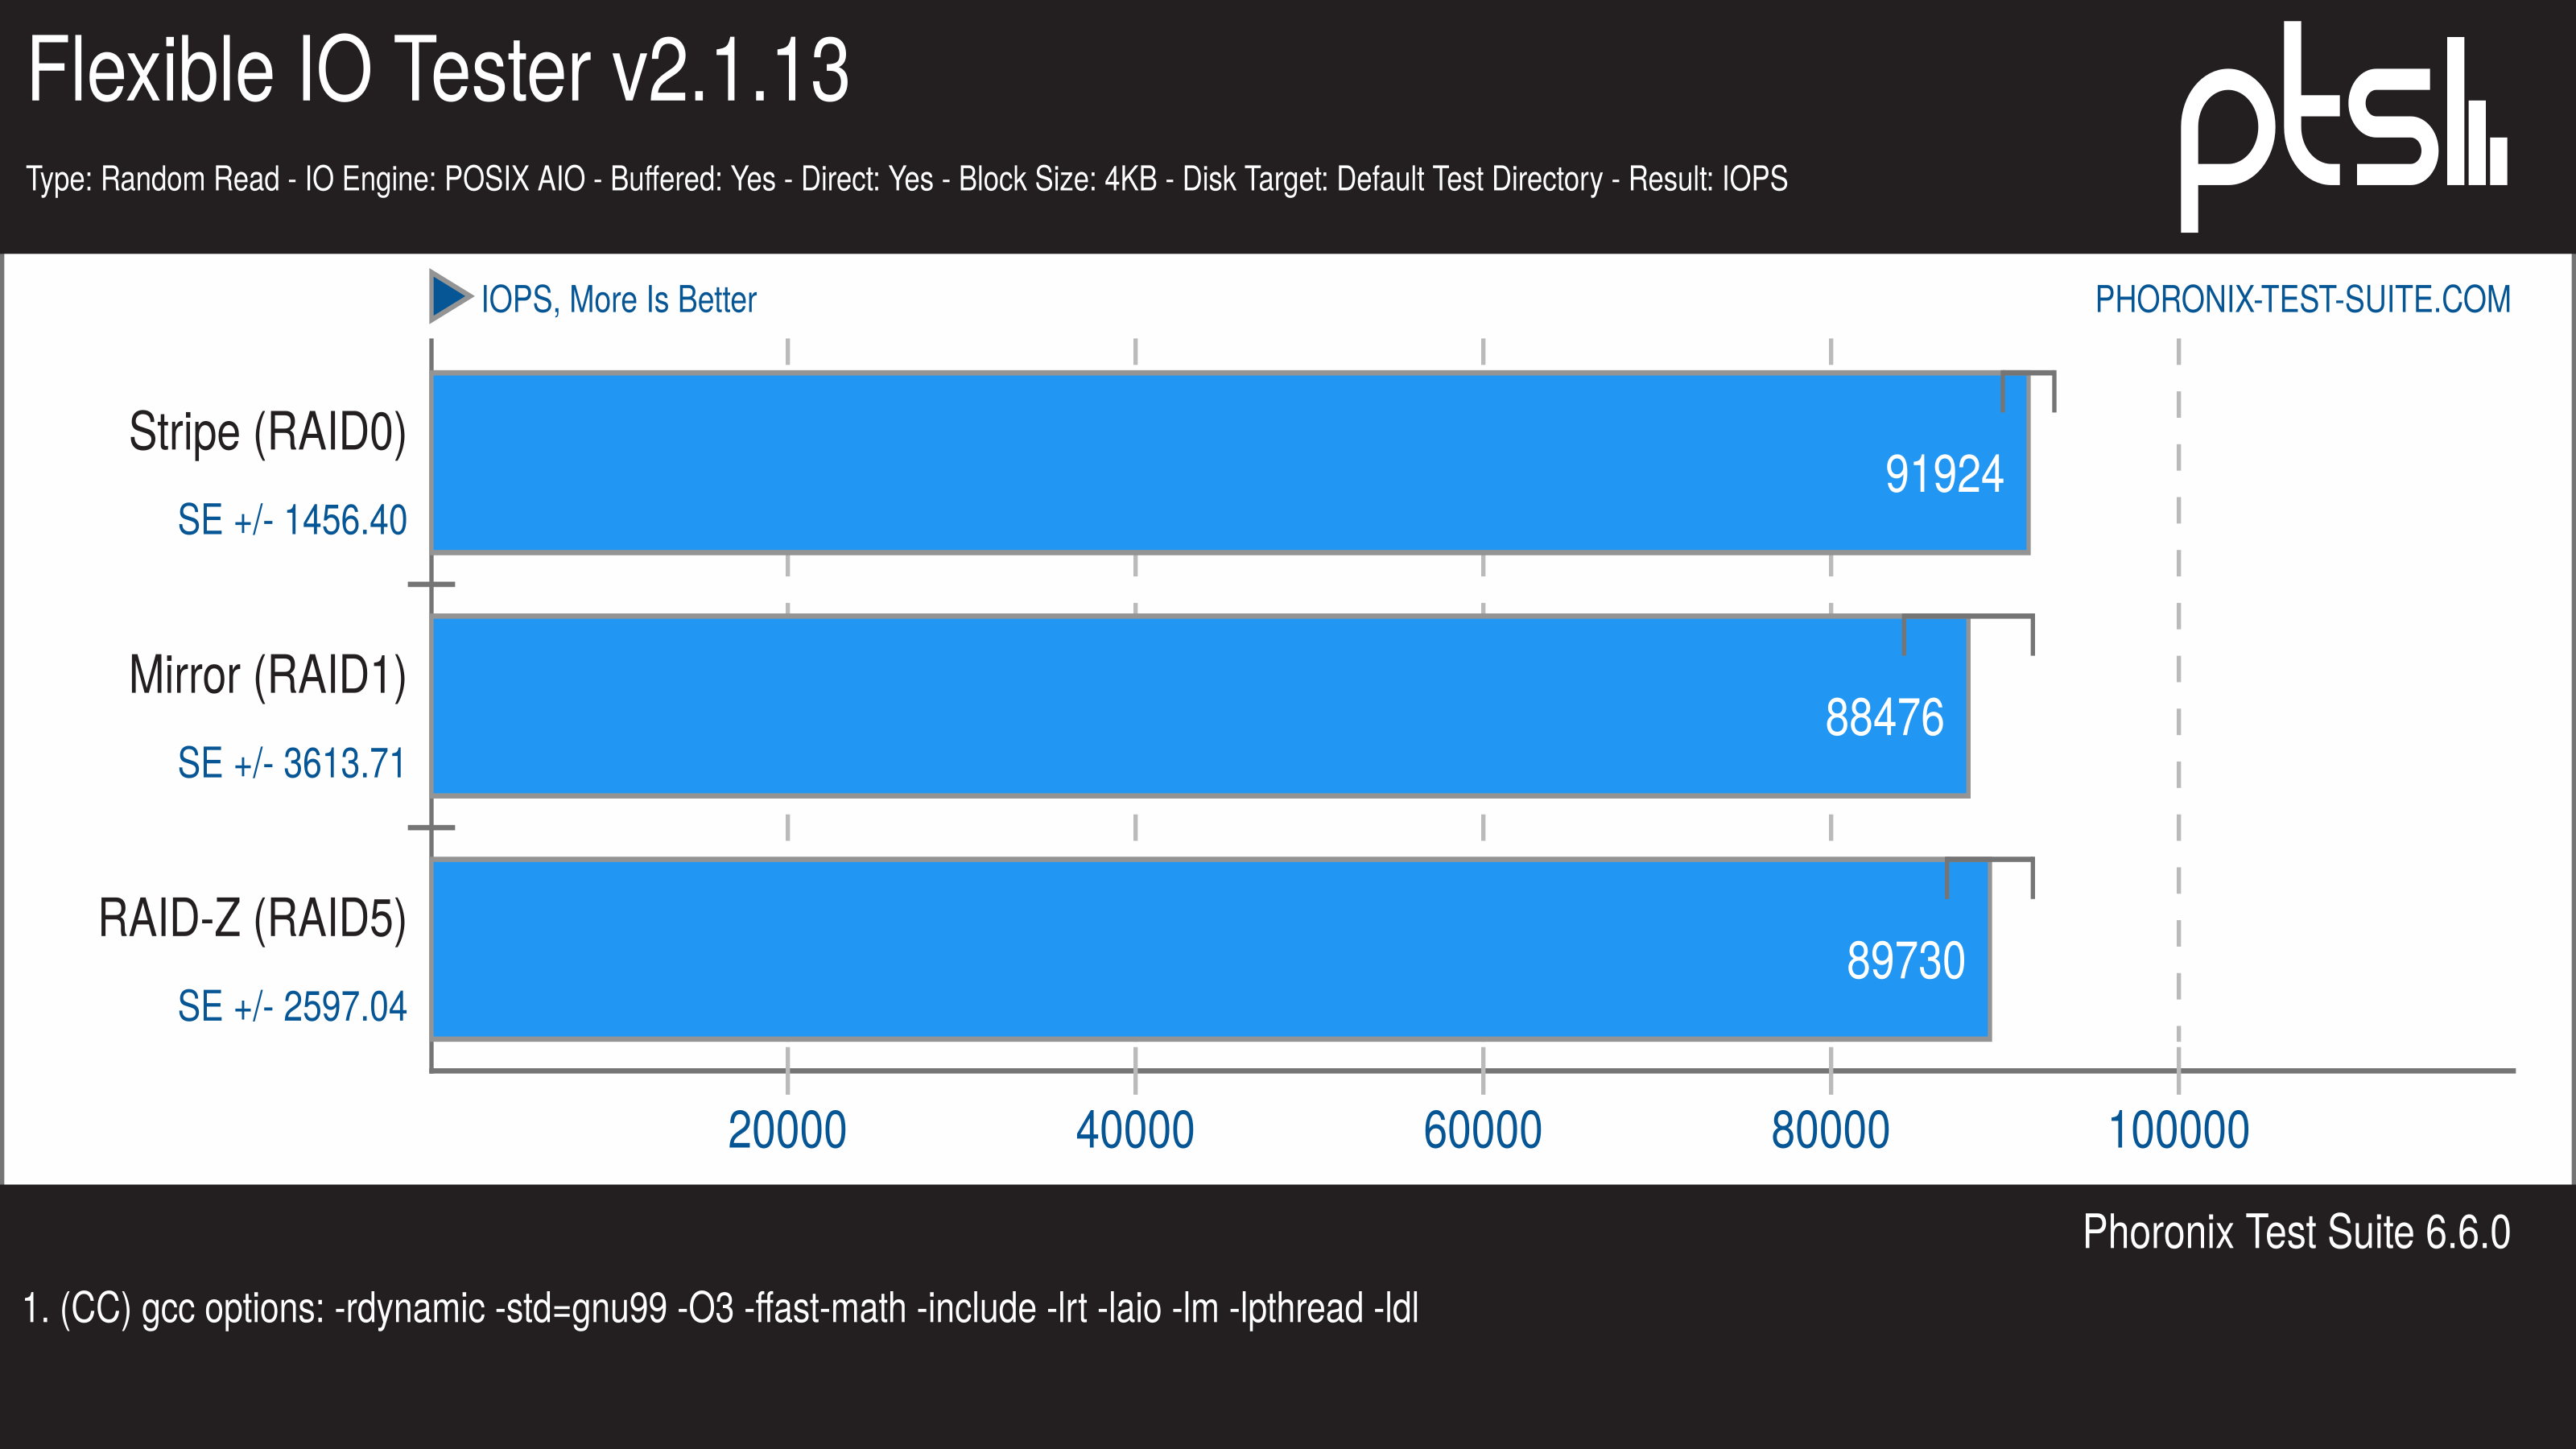 Flexible IO Tester v2.1.13
ptsl
Type: Random Read - IO Engine: POSIX AIO - Buffered: Yes - Direct: Yes - Block Size: 4KB - Disk Target: Default Test Directory - Result: IOPS
IOPS, More Is Better
PHORONIX-TEST-SUITE.COM
Stripe (RAID0)
SE +/- 1456.40
91924
Mirror (RAID1)
SE +/- 3613.71
88476
RAID-Z (RAID5)
SE +/- 2597.04
89730
20000 40000 60000 80000 100000
Phoronix Test Suite 6.6.0
1. (CC) gcc options: -rdynamic -std=gnu99 -O3 -ffast-math -include -lrt -laio -lm -lpthread -ldl